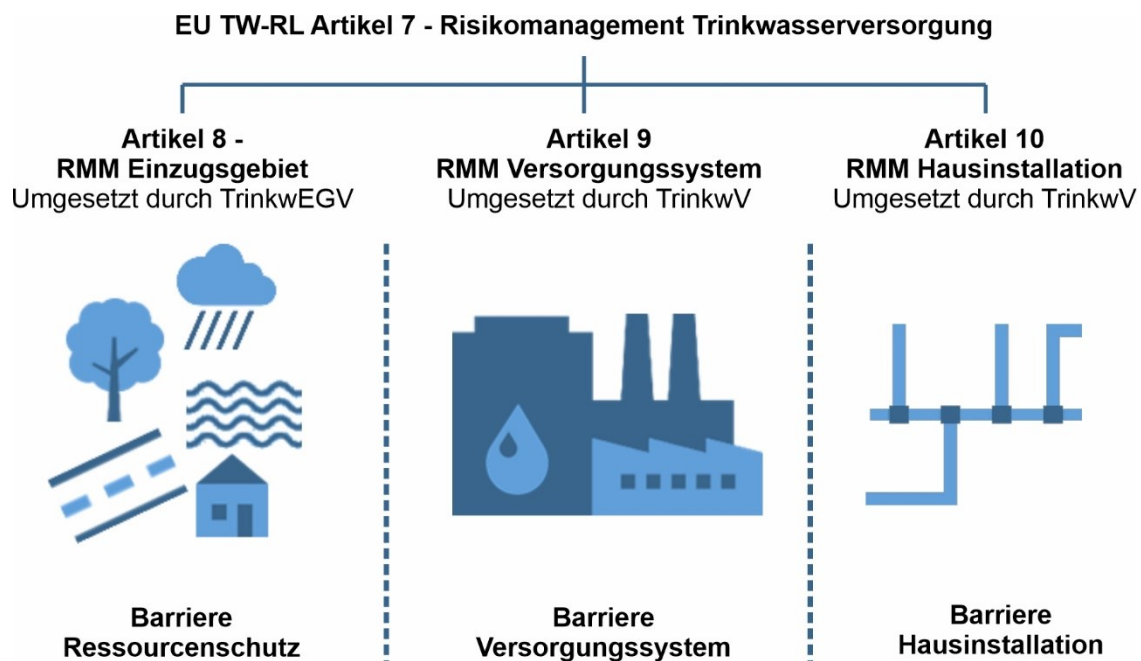 EU TW-RL Artikel 7 - Risikomanagement Trinkwasserversorgung
Artikel 8 -
RMM Einzugsgebiet
Umgesetzt durch TrinkwEGV
Artikel 9
RMM Versorgungssystem
Umgesetzt durch TrinkwV
Artikel 10
RMM Hausinstallation
Umgesetzt durch TrinkwV
Barriere
Ressourcenschutz
Barriere
Versorgungssystem
Barriere
Hausinstallation